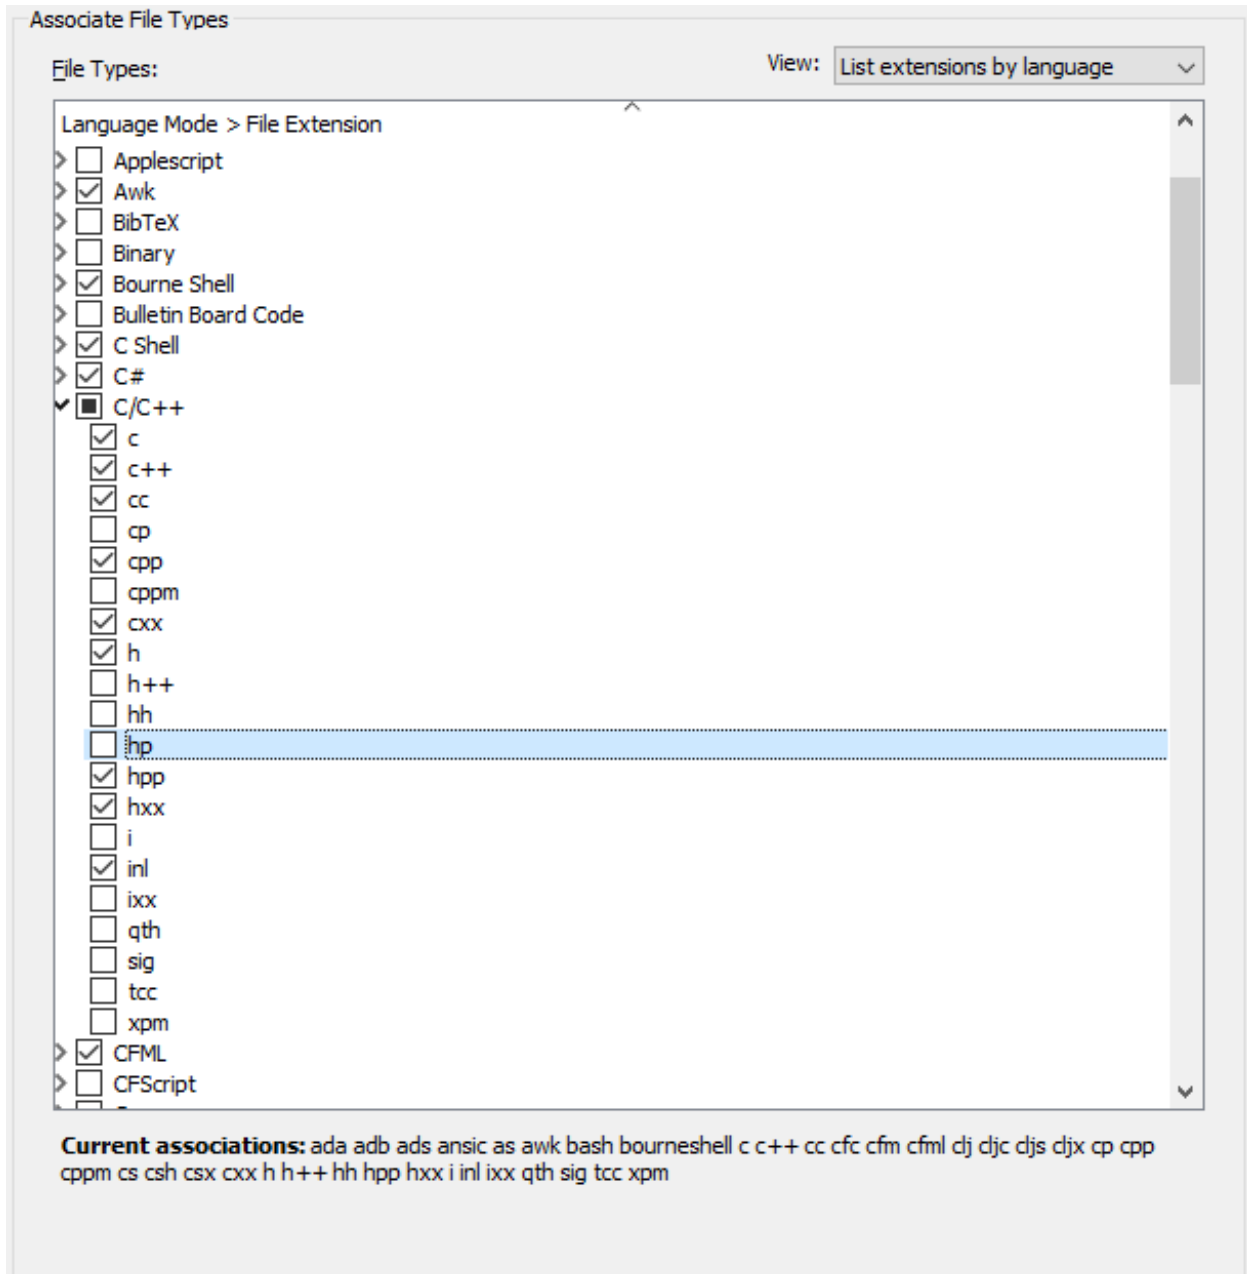 Associate File Types
File Types:
View: List extensions by language
Language Mode > File Extension
Applescript
Awk
BibTeX
Binary
Bourne Shell
Bulletin Board Code
C Shell
C#
C/C++
c
c++
cc
cp
cpp
cppm
cxx
h
h++
hh
hp
hpp
hxx
i
inl
ixx
qth
sig
tcc
xpm
CFML
CFScript
Current associations: ada adb ads ansic as awk bash bourneshell c c++ cc cfc cfm cfml clj cljc cljs cljx cp cpp
cppm cs csh csx cxx h h++ hh hpp hxx i inl ixx qth sig tcc xpm